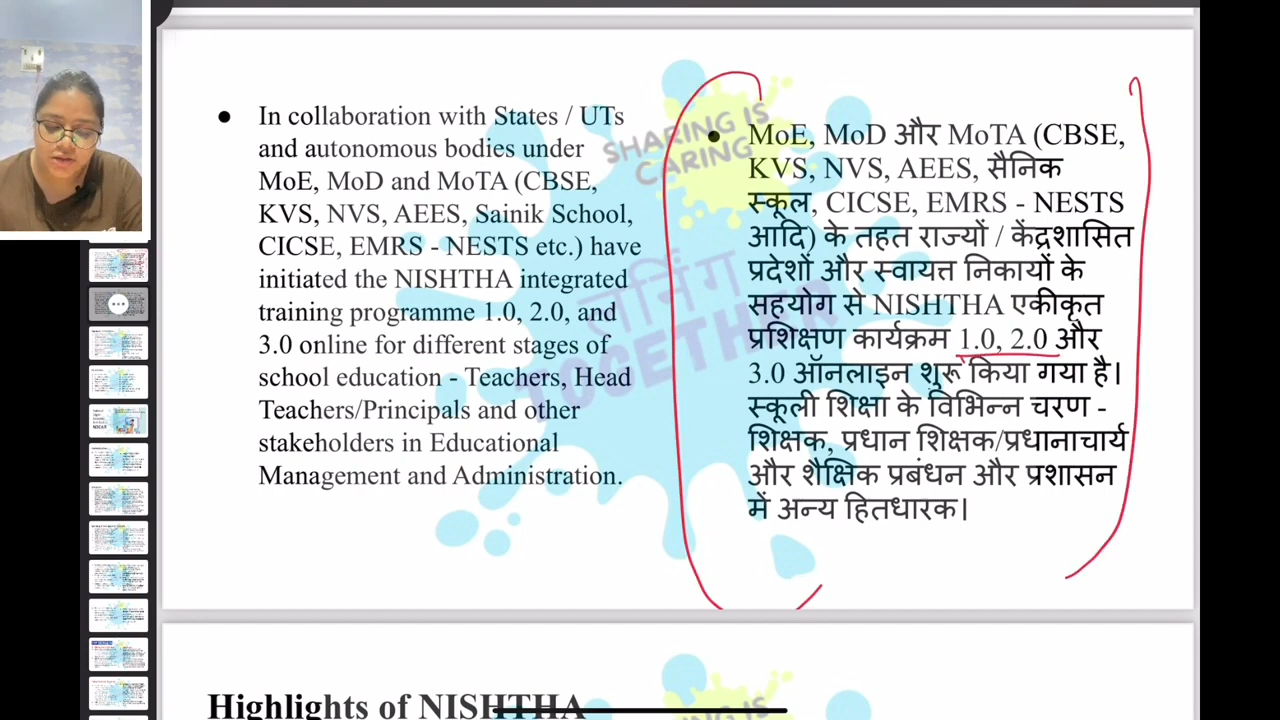 In collaboration with States / UTs
and autonomous bodies under
MoE, MoD and MoTA (CBSE,
KVS, NVS, AEES, Sainik School,
CICSE, EMRS - NESTS etc.) have
initiated the NISHTHA integrated
training programme 1.0, 2.0, and
3.0 online for different stages of
school education - Teachers, Head
Teachers/Principals and other
stakeholders in Educational
Management and Administration.
SHARING IS
CARING
MoE, MoD और MoTA (CBSE,
KVS, NVS, AEES, सैनिक
स्कूल, CICSE, EMRS - NESTS
आदि) के तहत राज्यों / केंद्रशासित
प्रदेशों और स्वायत्त निकायों के
सहयोग से NISHTHA एकीकृत
प्रशिक्षण कार्यक्रम 1.0, 2.0 और
3.0 ऑनलाइन शुरू किया गया है।
स्कूली शिक्षा के विभिन्न चरण -
शिक्षक, प्रधान शिक्षक/प्रधानाचार्य
और शैक्षिक प्रबंधन और प्रशासन
में अन्य हितधारक।
TOGETHER
Highlights of NISHTHA
SHARING IS